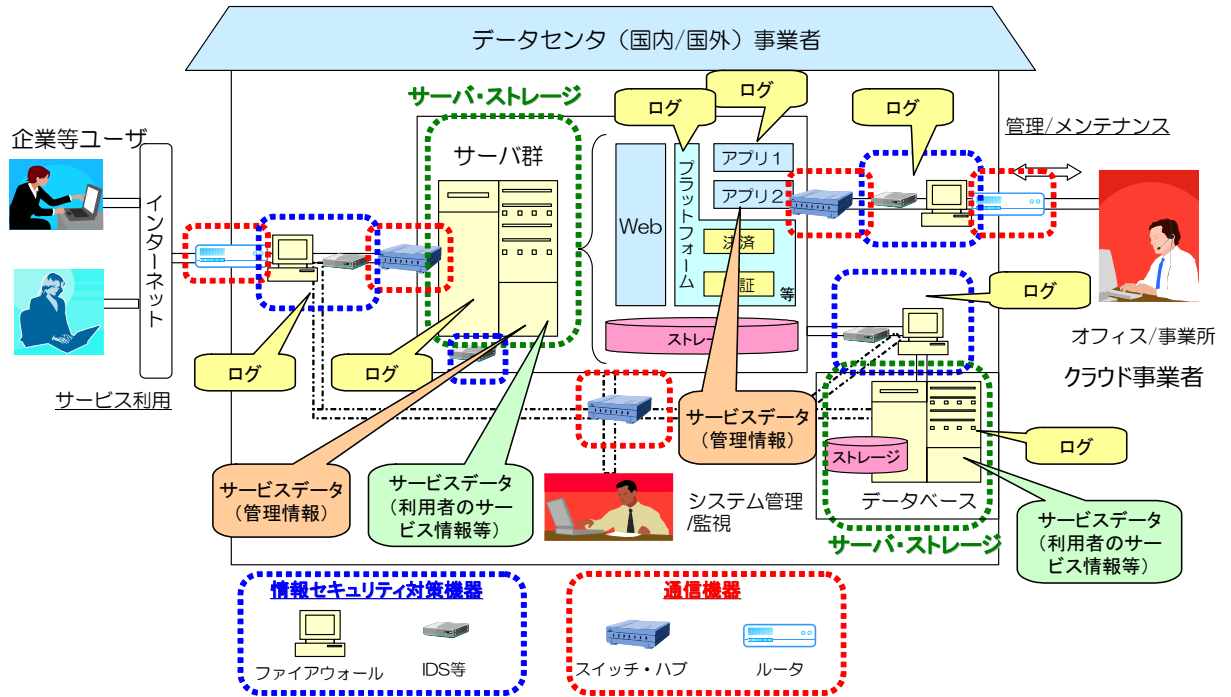 データセンタ（国内/国外）事業者
サーバ・ストレージ
ログ
ログ
ログ
管理/メンテナンス
企業等ユーザ
インターネット
サーバ群
Web
プラットフォーム
アプリ1
アプリ2
決済
証
等
ストレー
ログ
オフィス/事業所
クラウド事業者
サービス利用
ログ
ログ
サービスデータ
（管理情報）
ストレージ
ログ
データベース
サーバ・ストレージ
サービスデータ
（管理情報）
サービスデータ
（利用者のサー
ビス情報等）
システム管理
/監視
サービスデータ
（利用者のサー
ビス情報等）
情報セキュリティ対策機器
ファイアウォール
IDS等
通信機器
スイッチ・ハブ
ルータ